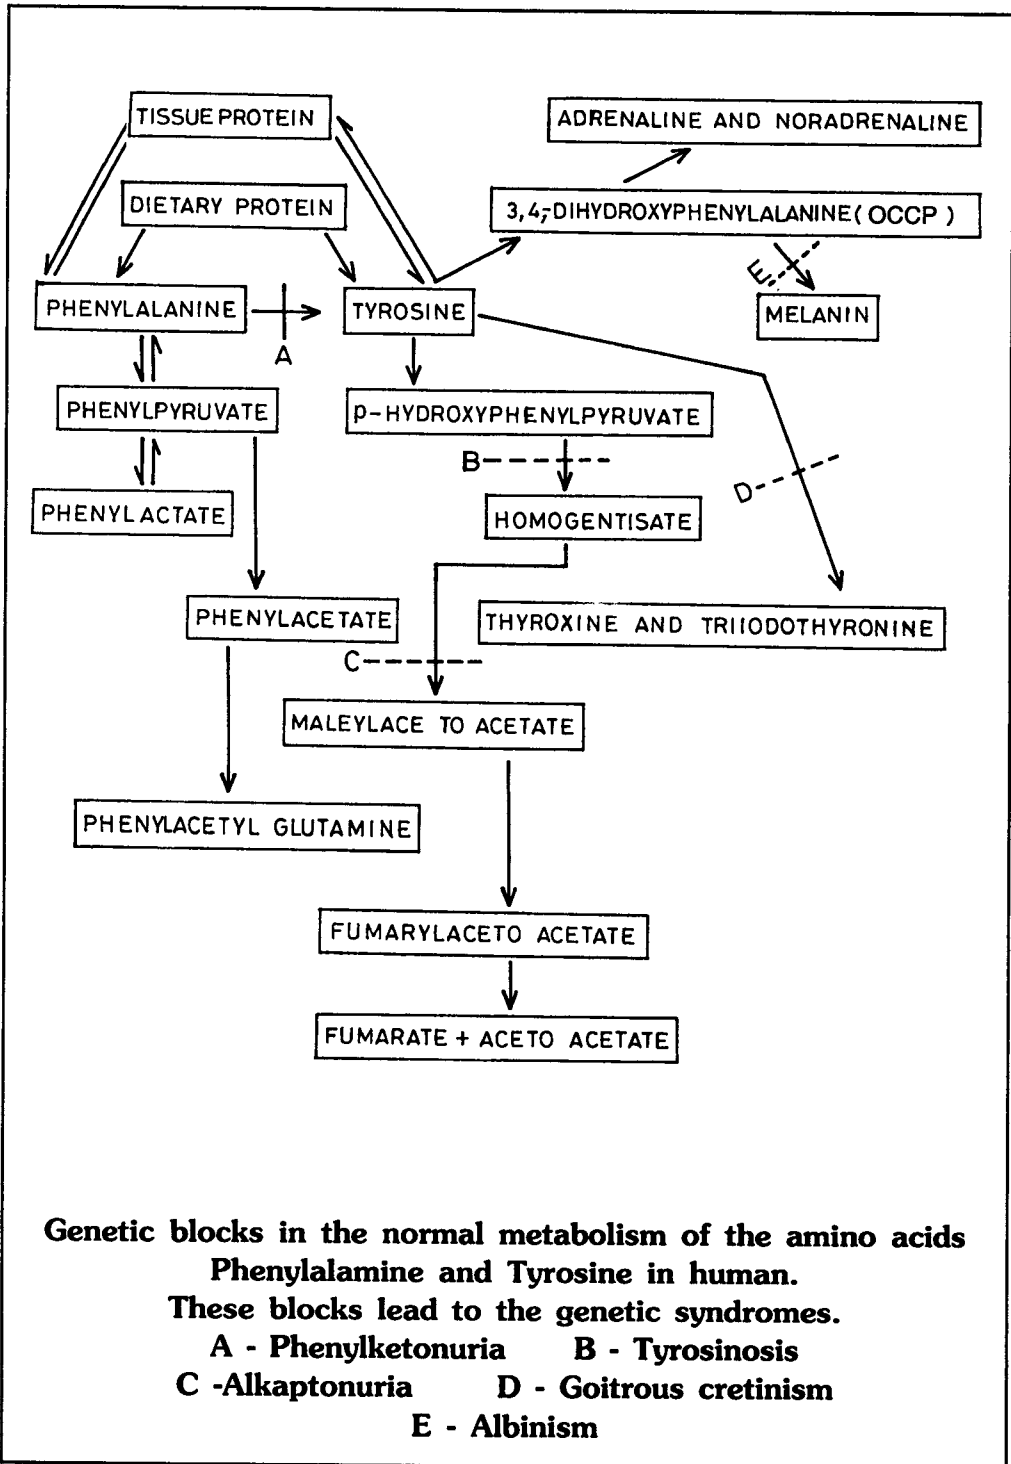 TISSUE PROTEIN
ADRENALINE AND NORADRENALINE
DIETARY PROTEIN
3,4,-DIHYDROXYPHENYLALANINE( OCCP )
E
PHENYLALANINE
A
TYROSINE
MELANIN
PHENYLPYRUVATE
p-HYDROXYPHENYLPYRUVATE
B
D
PHENYLACTATE
HOMOGENTISATE
PHENYLACETATE
THYROXINE AND TRIIODOTHYRONINE
C
MALEYLACE TO ACETATE
PHENYLACETYL GLUTAMINE
FUMARYLACETO ACETATE
FUMARATE + ACETO ACETATE
Genetic blocks in the normal metabolism of the amino acids
Phenylalamine and Tyrosine in human.
These blocks lead to the genetic syndromes.
A - Phenylketonuria B - Tyrosinosis
C -Alkaptonuria D - Goitrous cretinism
E - Albinism